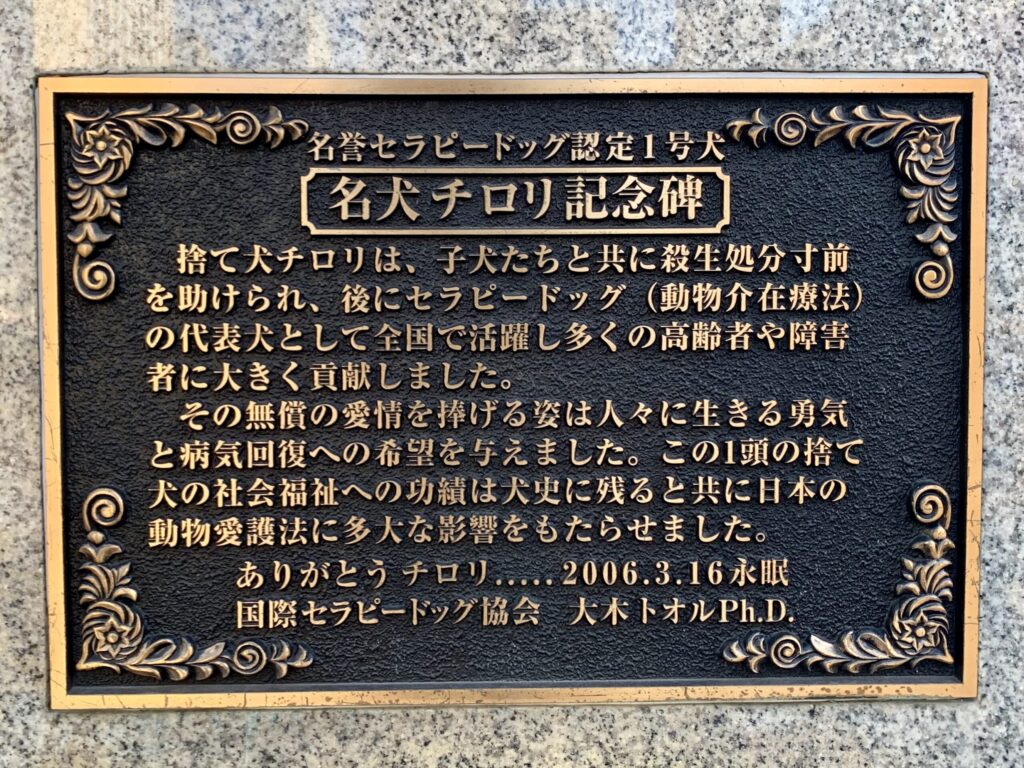 名誉セラピードッグ認定1号犬
名犬チロリ記念碑
捨て犬チロリは、子犬たちと共に殺生処分寸前
を助けられ、後にセラピードッグ（動物介在療法）
の代表犬として全国で活躍し多くの高齢者や障害
者に大きく貢献しました。
その無償の愛情を捧げる姿は人々に生きる勇気
と病気回復への希望を与えました。この1頭の捨て
犬の社会福祉への功績は犬史に残ると共に日本の
動物愛護法に多大な影響をもたらせました。
ありがとう チロリ.....2006.3.16永眠
国際セラピードッグ協会　大木トオルPh.D.